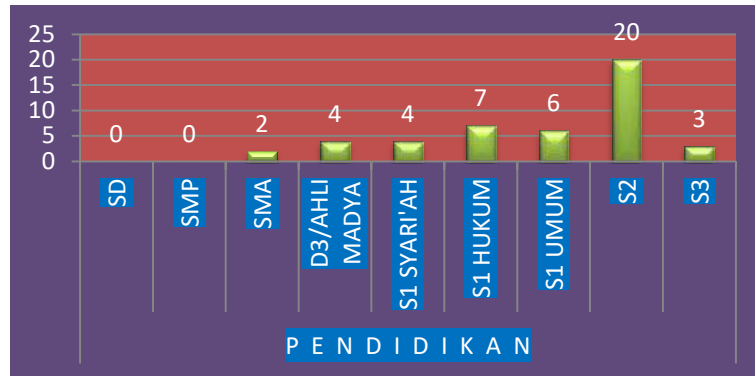 25
20
15
10
5
0
0
0
2
4
4
7
6
20
3
SD
SMP
SMA
D3/AHLI
MADYA
S1 SYARI'AH
S1 HUKUM
S1 UMUM
S2
S3
P E N D I D I K A N